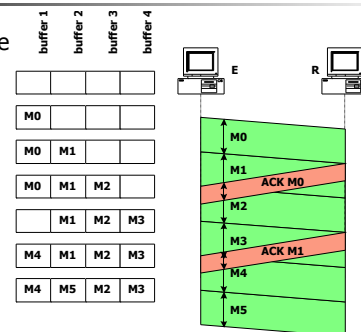 e
buffer 1
buffer 2
buffer 3
buffer 4
E
R
M0
M0 M1
M0 M1 M2
M1 M2 M3
M4 M1 M2 M3
M4 M5 M2 M3
M0
M1
ACK M0
M2
M3
ACK M1
M4
M5